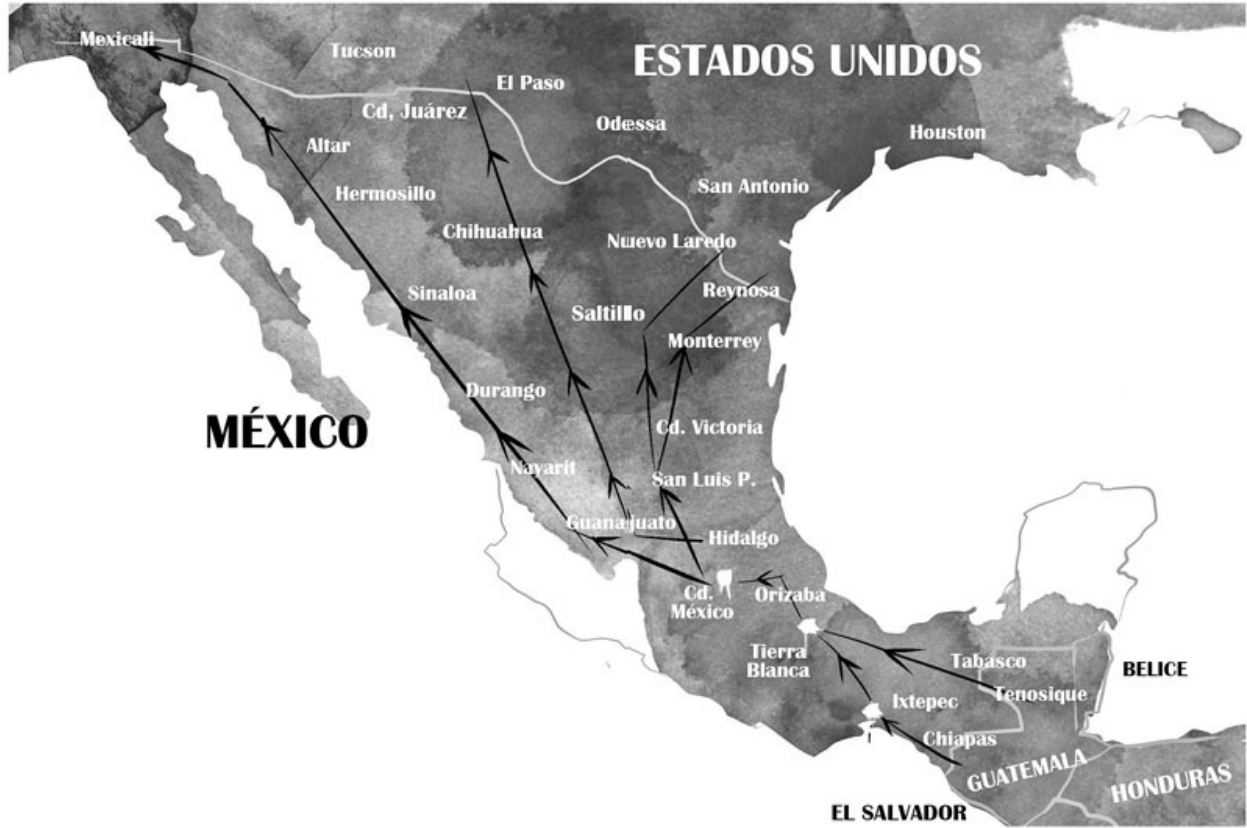 Mexicali
Tucson
ESTADOS UNIDOS
El Paso
Cd, Juárez
Odessa
Houston
Altar
Hermosillo
San Antonio
Chihuahua
Nuevo Laredo
Sinaloa
Reynosa
Saltillo
Monterrey
Durango
MÉXICO
Cd. Victoria
Nayarit
San Luis P.
Guanajuato
Hidalgo
Cd.
México
Orizaba
Tierra
Blanca
Tabasco
BELICE
Tenosique
Ixtepec
Chiapas
GUATEMALA
HONDURAS
EL SALVADOR